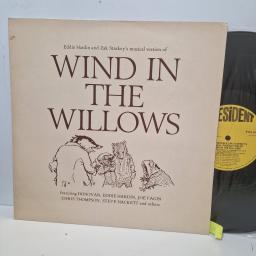 Eddie Hardin and Zak Starkey's musical version of
WIND IN
THE
WILLOWS
Featuring DONOVAN, EDDIE HARDIN, JOE FAGIN
CHRIS THOMPSON, STEVE HACKETT and others